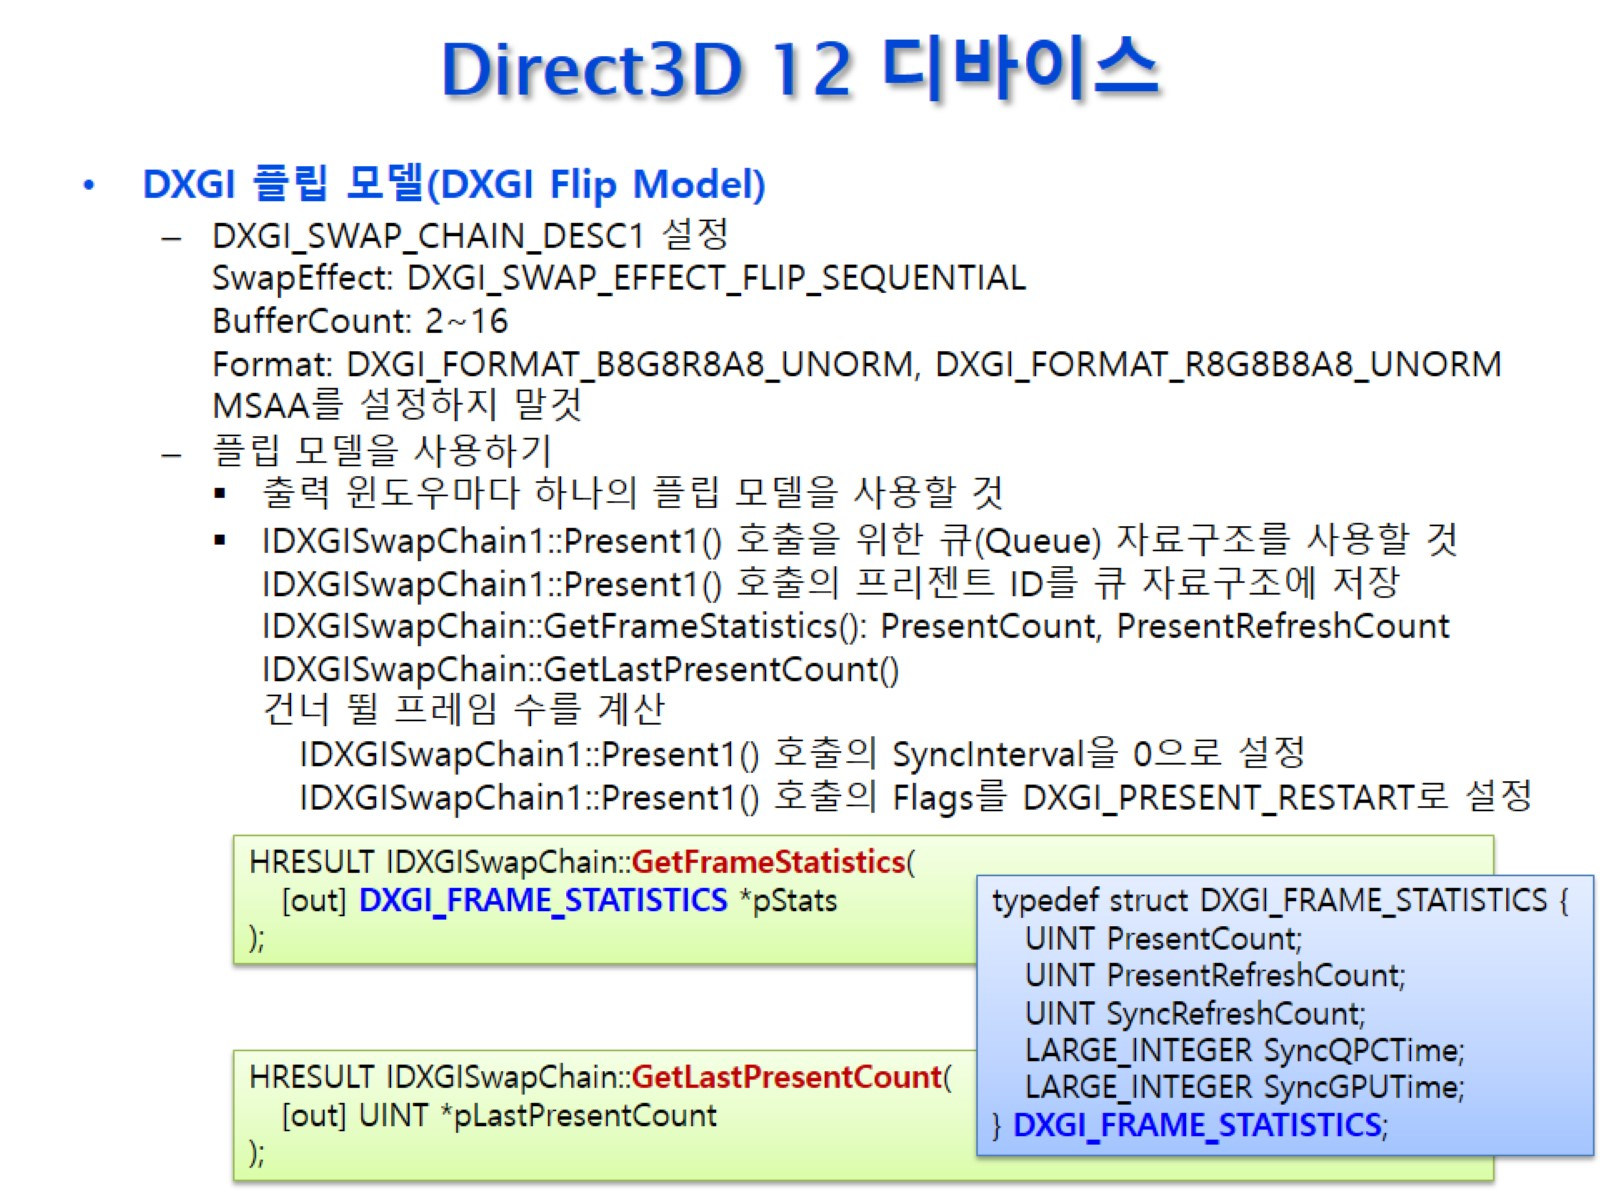 Direct3D 12 디바이스
• DXGI 플립 모델(DXGI Flip Model)
– DXGI_SWAP_CHAIN_DESC1 설정
SwapEffect: DXGI_SWAP_EFFECT_FLIP_SEQUENTIAL
BufferCount: 2~16
Format: DXGI_FORMAT_B8G8R8A8_UNORM, DXGI_FORMAT_R8G8B8A8_UNORM
MSAA를 설정하지 말것
– 플립 모델을 사용하기
▪ 출력 윈도우마다 하나의 플립 모델을 사용할 것
▪ IDXGISwapChain1::Present1() 호출을 위한 큐(Queue) 자료구조를 사용할 것
IDXGISwapChain1::Present1() 호출의 프리젠트 ID를 큐 자료구조에 저장
IDXGISwapChain::GetFrameStatistics(): PresentCount, PresentRefreshCount
IDXGISwapChain::GetLastPresentCount()
건너 뛸 프레임 수를 계산
IDXGISwapChain1::Present1() 호출의 SyncInterval을 0으로 설정
IDXGISwapChain1::Present1() 호출의 Flags를 DXGI_PRESENT_RESTART로 설정
HRESULT IDXGISwapChain::GetFrameStatistics(
[out] DXGI_FRAME_STATISTICS *pStats
);
typedef struct DXGI_FRAME_STATISTICS {
UINT PresentCount;
UINT PresentRefreshCount;
UINT SyncRefreshCount;
LARGE_INTEGER SyncQPCTime;
LARGE_INTEGER SyncGPUTime;
} DXGI_FRAME_STATISTICS;
HRESULT IDXGISwapChain::GetLastPresentCount(
[out] UINT *pLastPresentCount
);